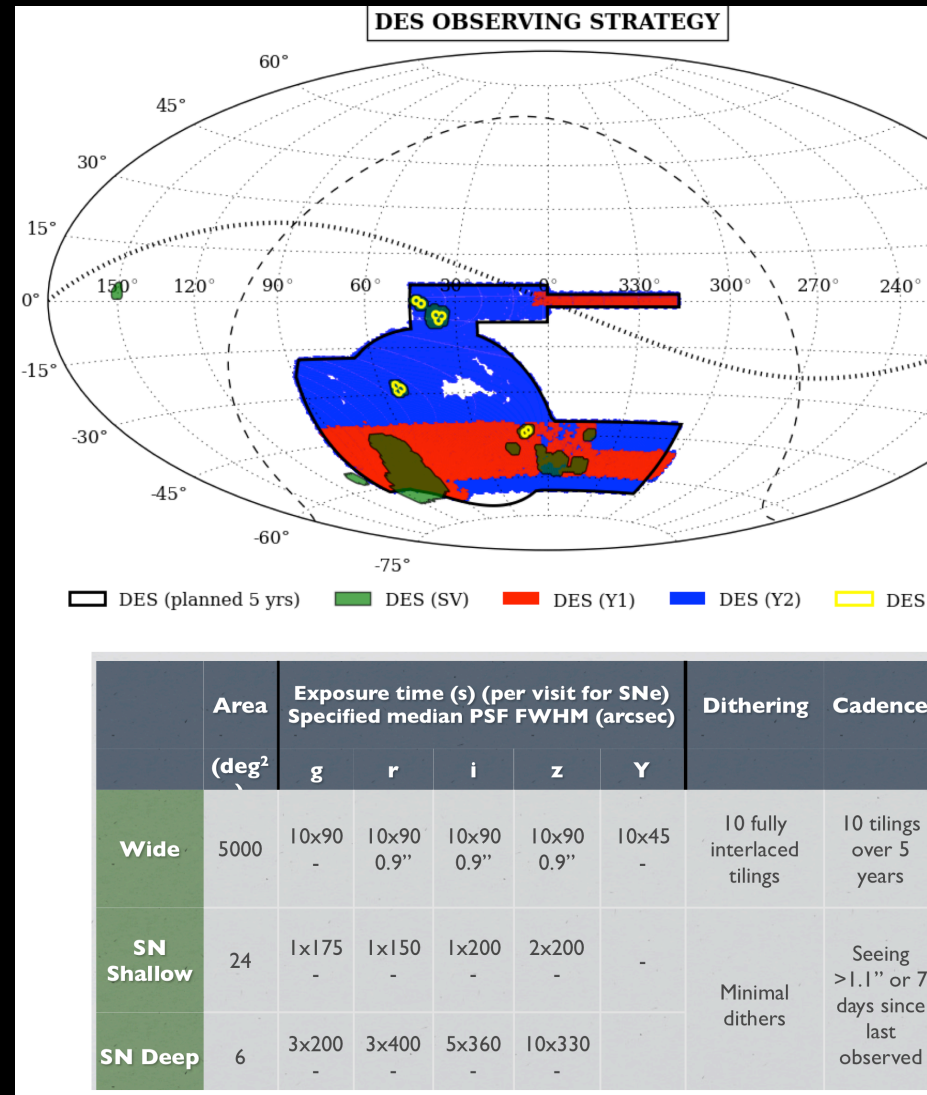 DES OBSERVING STRATEGY
60°
45°
30°
15°
0°
-15°
-30°
-45°
-60°
-75°
150 120 90 60 30 00 330 300 270 240
DES (planned 5 yrs) DES (SV) DES (Y1) DES (Y2) DES
Area
(deg²
)
Exposure time (s) (per visit for SNe)
Specified median PSF FWHM (arcsec)
Dithering
Cadence
g r i z Y
Wide
5000
10x90
-
10x90
0.9”
10x90
0.9”
10x90
0.9”
10x45
-
10 fully
interlaced
tilings
10 tilings
over 5
years
SN
Shallow
24
1x175
-
1x150
-
1x200
-
2x200
-
-
Minimal
dithers
Seeing
>1.1” or 7
days since
last
observed
SN Deep
6
3x200
-
3x400
-
5x360
-
10x330
-